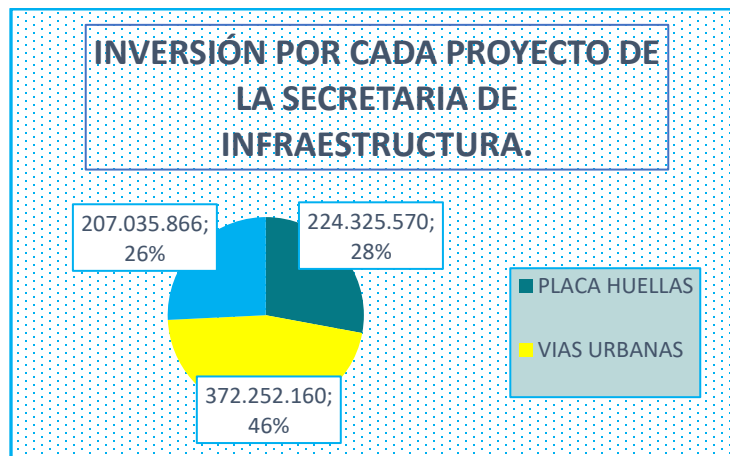 INVERSIÓN POR CADA PROYECTO DE
LA SECRETARIA DE
INFRAESTRUCTURA.
207.035.866;
26%
224.325.570;
28%
372.252.160;
46%
PLACA HUELLAS
VIAS URBANAS